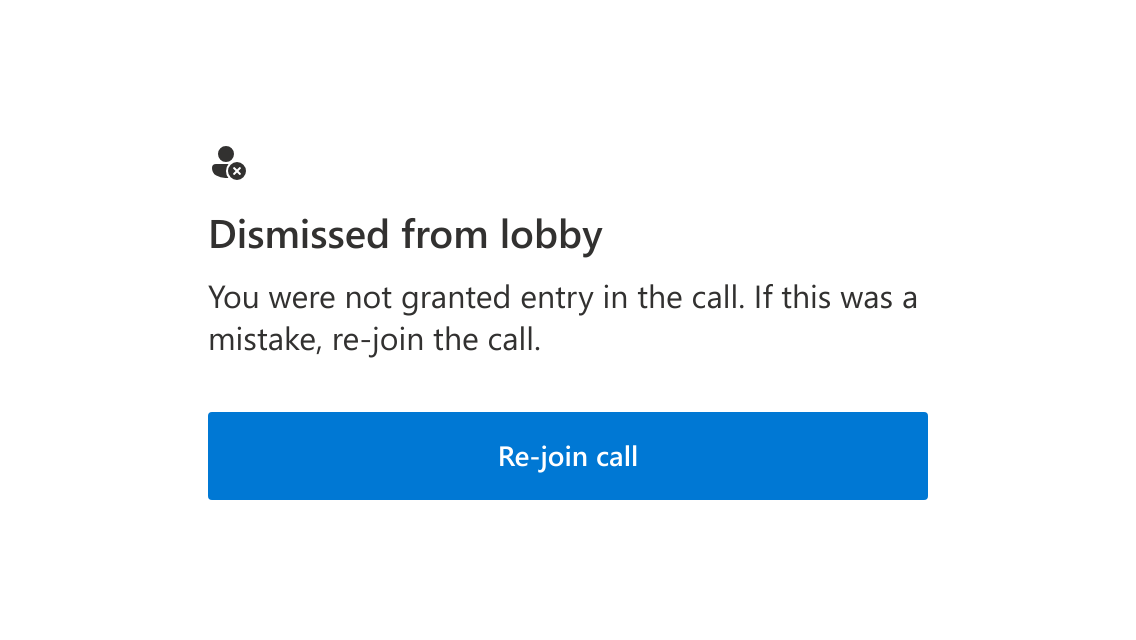 Dismissed from lobby
You were not granted entry in the call. If this was a
mistake, re-join the call.
Re-join call